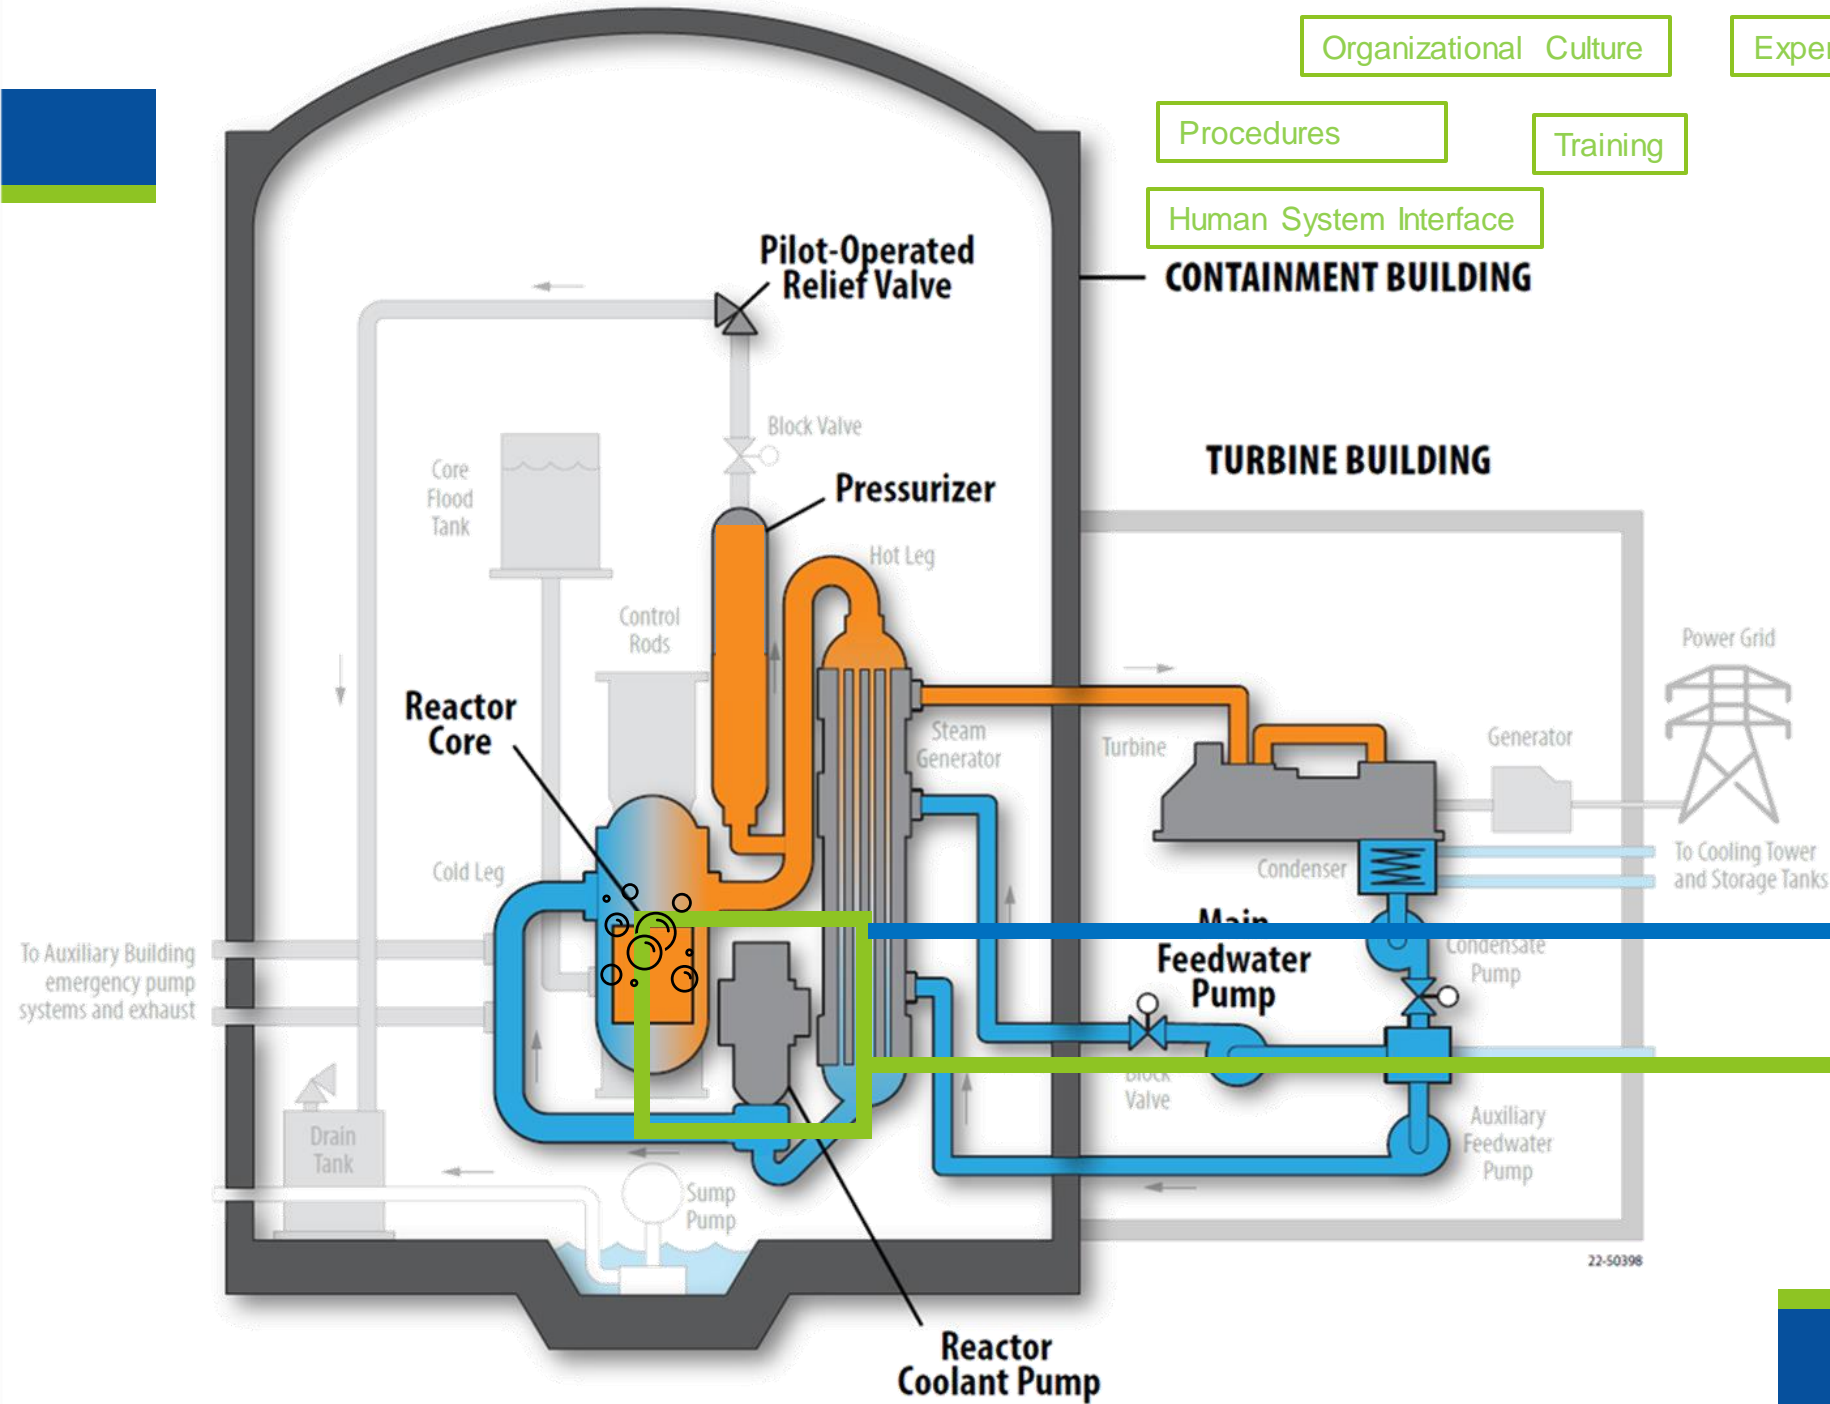 Organizational Culture
Procedures
Training
Human System Interface
Pilot-Operated
Relief Valve
CONTAINMENT BUILDING
Block Valve
TURBINE BUILDING
Core
Flood
Tank
Pressurizer
Hot Leg
Control
Rods
Power Grid
Reactor
Core
Steam
Generator
Turbine
Generator
Cold Leg
Condenser
To Cooling Tower
and Storage Tanks
To Auxiliary Building
emergency pump
systems and exhaust
Main
Feedwater
Pump
Condensate
Pump
Block
Valve
Drain
Tank
Auxiliary
Feedwater
Pump
Sump
Pump
22-50398
Reactor
Coolant Pump